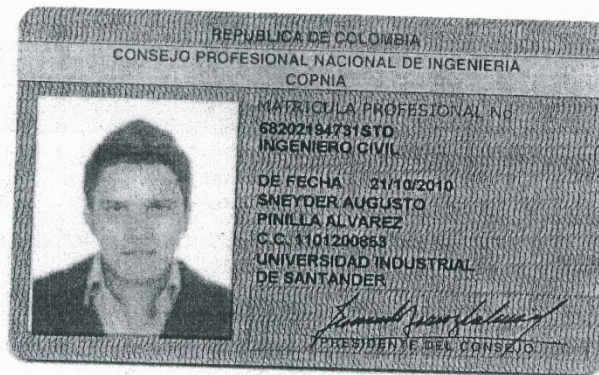 REPUBLICA DE COLOMBIA
CONSEJO PROFESIONAL NACIONAL DE INGENIERIA
COPNIA
MATRICULA PROFESIONAL No
68202194731STD
INGENIERO CIVIL
DE FECHA 21/10/2010
SNEYDER AUGUSTO
PINILLA ALVAREZ
C.C. 1101200653
UNIVERSIDAD INDUSTRIAL
DE SANTANDER
PRESIDENTE DEL CONSEJO